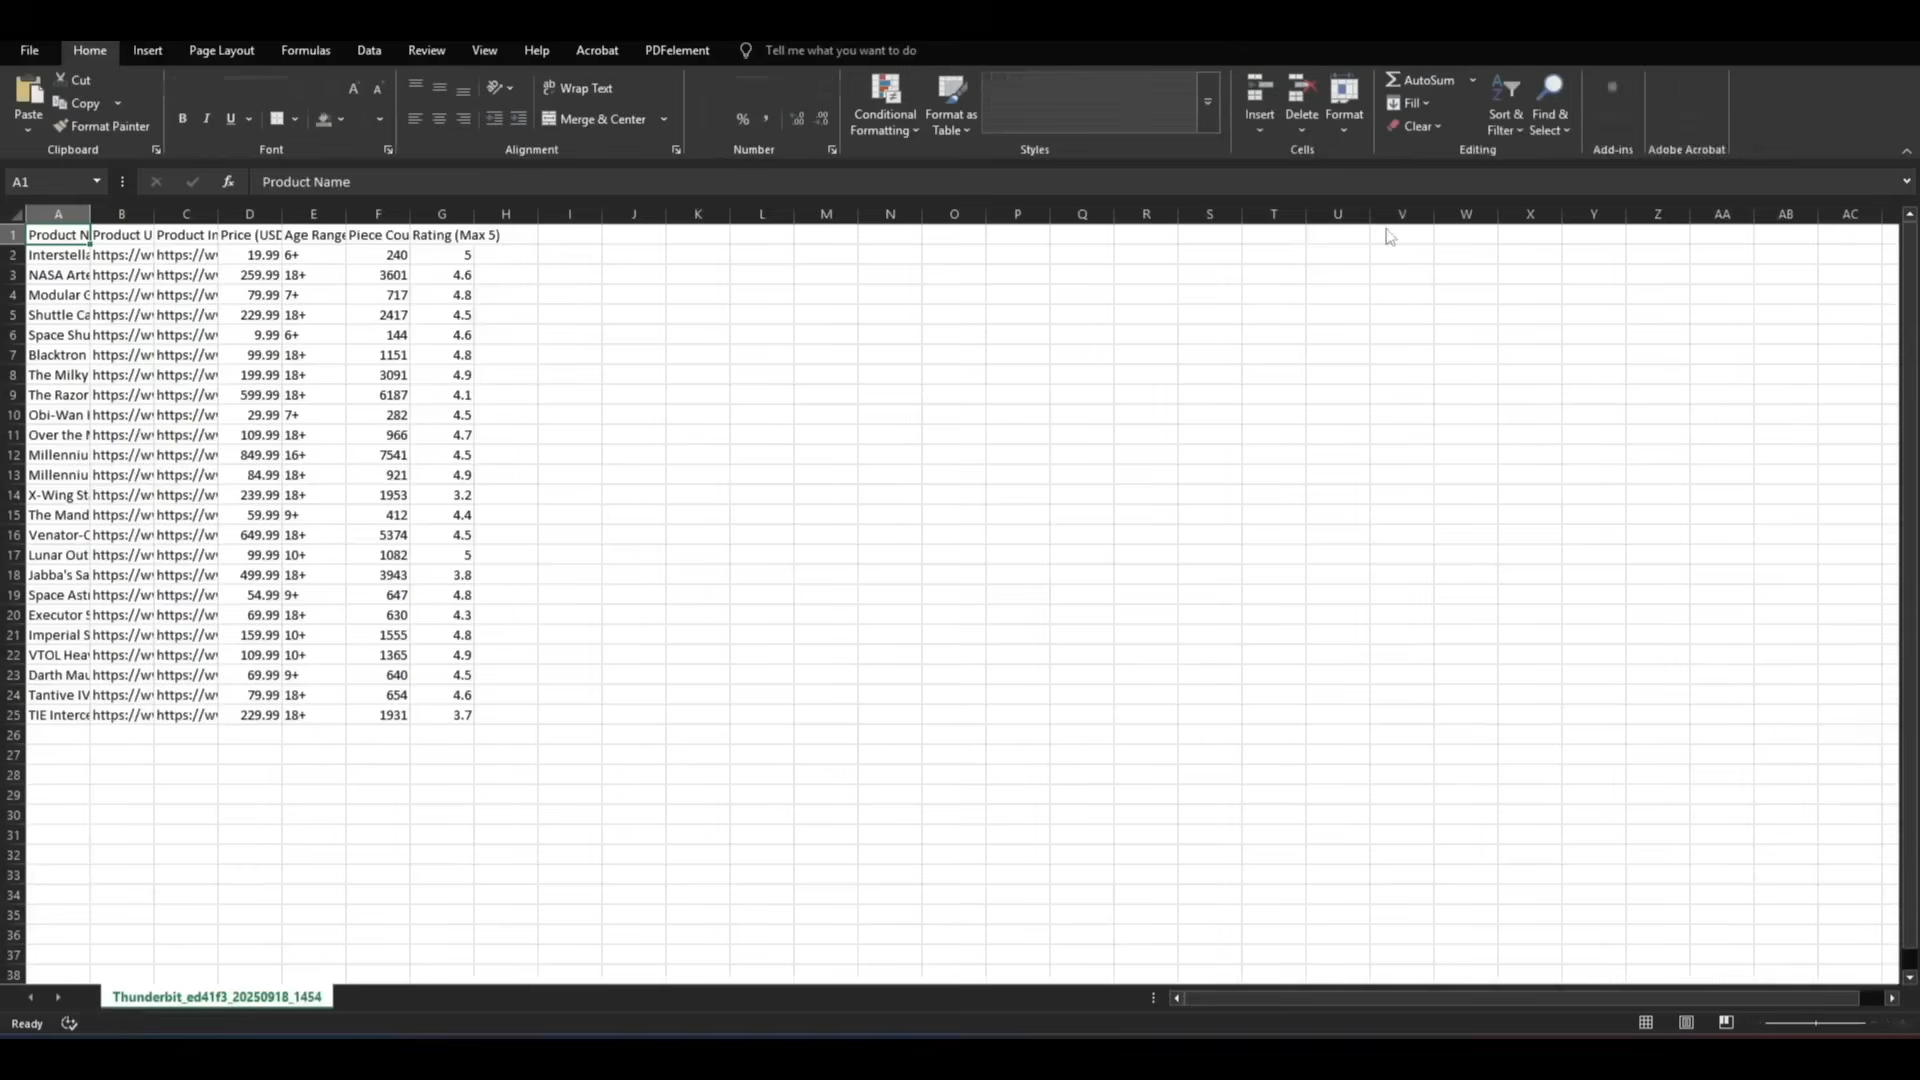 File Home Insert Page Layout Formulas Data Review View Help Acrobat PDFelement Tell me what you want to do
Paste Cut Copy Format Painter Clipboard
B I U Font
Wrap Text Merge & Center Alignment
% , Number
Conditional Formatting Format as Table Styles
Insert Delete Format Cells
AutoSum Fill Clear Sort & Filter Find & Select Editing
Add-ins Adobe Acrobat
A1 fx Product Name
A B C D E F G H I J K L M N O P Q R S T U V W X Y Z AA AB AC
1 Product N Product U Product In Price (USD Age Range Piece Cou Rating (Max 5)
2 Interstella https://w https://w 19.99 6+ 240 5
3 NASA Arte https://w https://w 259.99 18+ 3601 4.6
4 Modular G https://w https://w 79.99 7+ 717 4.8
5 Shuttle Ca https://w https://w 229.99 18+ 2417 4.5
6 Space Shu https://w https://w 9.99 6+ 144 4.6
7 Blacktron https://w https://w 99.99 18+ 1151 4.8
8 The Milky https://w https://w 199.99 18+ 3091 4.9
9 The Razor https://w https://w 599.99 18+ 6187 4.1
10 Obi-Wan https://w https://w 29.99 7+ 282 4.5
11 Over the https://w https://w 109.99 18+ 966 4.7
12 Millenniu https://w https://w 849.99 16+ 7541 4.5
13 Millenniu https://w https://w 84.99 18+ 921 4.9
14 X-Wing St https://w https://w 239.99 18+ 1953 3.2
15 The Mand https://w https://w 59.99 9+ 412 4.4
16 Venator-C https://w https://w 649.99 18+ 5374 4.5
17 Lunar Out https://w https://w 99.99 10+ 1082 5
18 Jabba's Sa https://w https://w 499.99 18+ 3943 3.8
19 Space Ast https://w https://w 54.99 9+ 647 4.8
20 Executor S https://w https://w 69.99 18+ 630 4.3
21 Imperial S https://w https://w 159.99 10+ 1555 4.8
22 VTOL Hea https://w https://w 109.99 10+ 1365 4.9
23 Darth Mau https://w https://w 69.99 9+ 640 4.5
24 Tantive IV https://w https://w 79.99 18+ 654 4.6
25 TIE Interce https://w https://w 229.99 18+ 1931 3.7
26
27
28
29
30
31
32
33
34
35
36
37
38
Thunderbit_ed41f3_20250918_1454
Ready